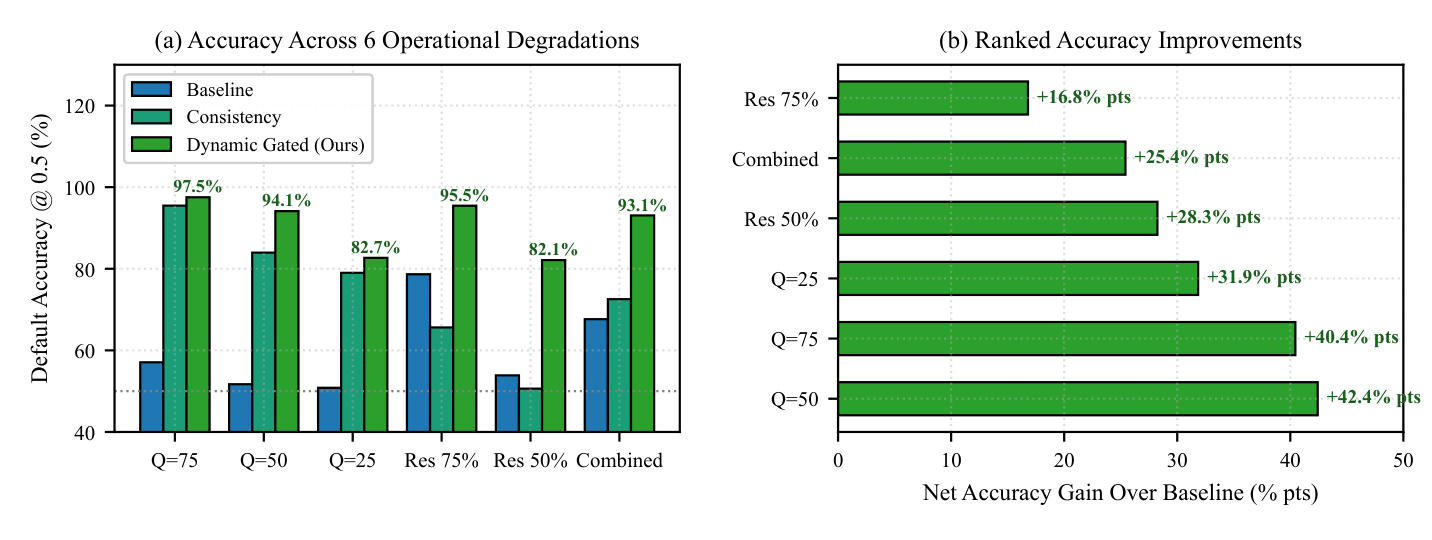 (a) Accuracy Across 6 Operational Degradations
Default Accuracy @ 0.5 (%)
120
100
80
60
40
Baseline
Consistency
Dynamic Gated (Ours)
97.5%
94.1%
82.7%
95.5%
82.1%
93.1%
Q=75
Q=50
Q=25
Res 75%
Res 50%
Combined
(b) Ranked Accuracy Improvements
Res 75%
+16.8% pts
Combined
+25.4% pts
Res 50%
+28.3% pts
Q=25
+31.9% pts
Q=75
+40.4% pts
Q=50
+42.4% pts
0
10
20
30
40
50
Net Accuracy Gain Over Baseline (% pts)